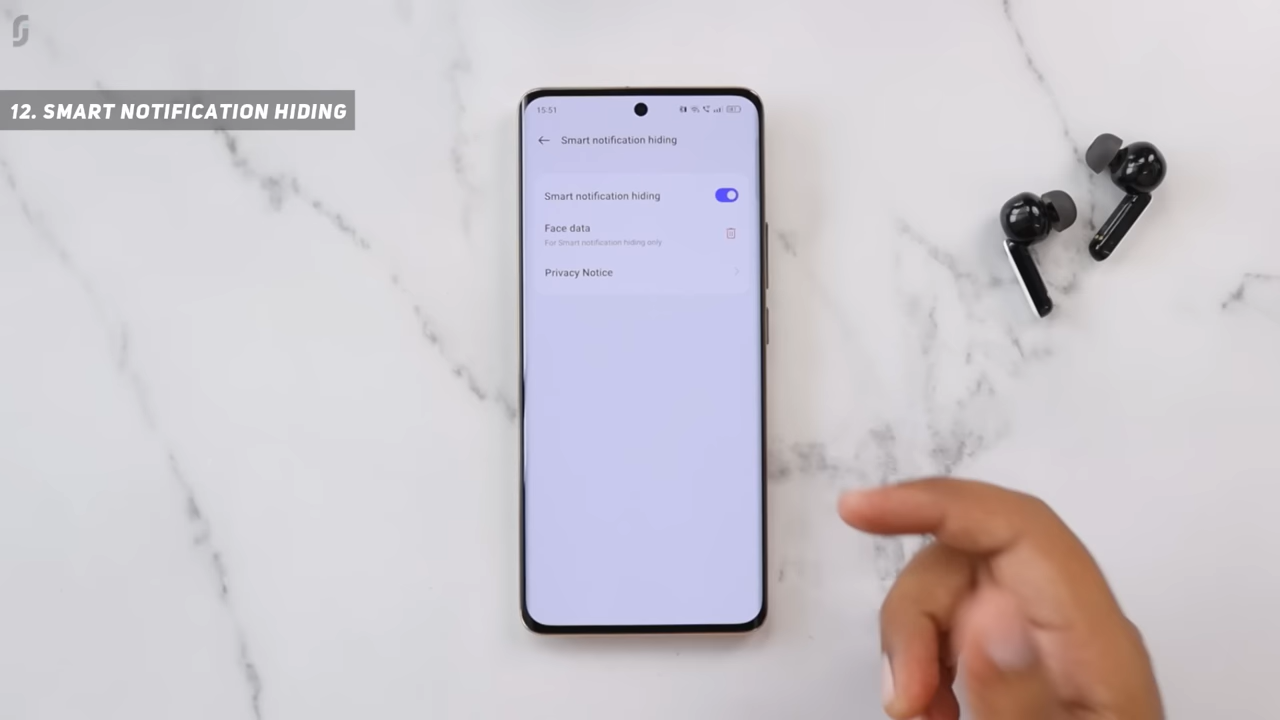 12. SMART NOTIFICATION HIDING
15:51
Smart notification hiding
Smart notification hiding
Face data
For Smart notification hiding only
Privacy Notice